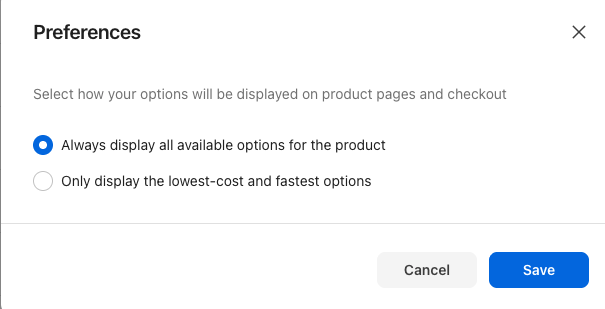 Preferences
Select how your options will be displayed on product pages and checkout
Always display all available options for the product
Only display the lowest-cost and fastest options
Cancel
Save